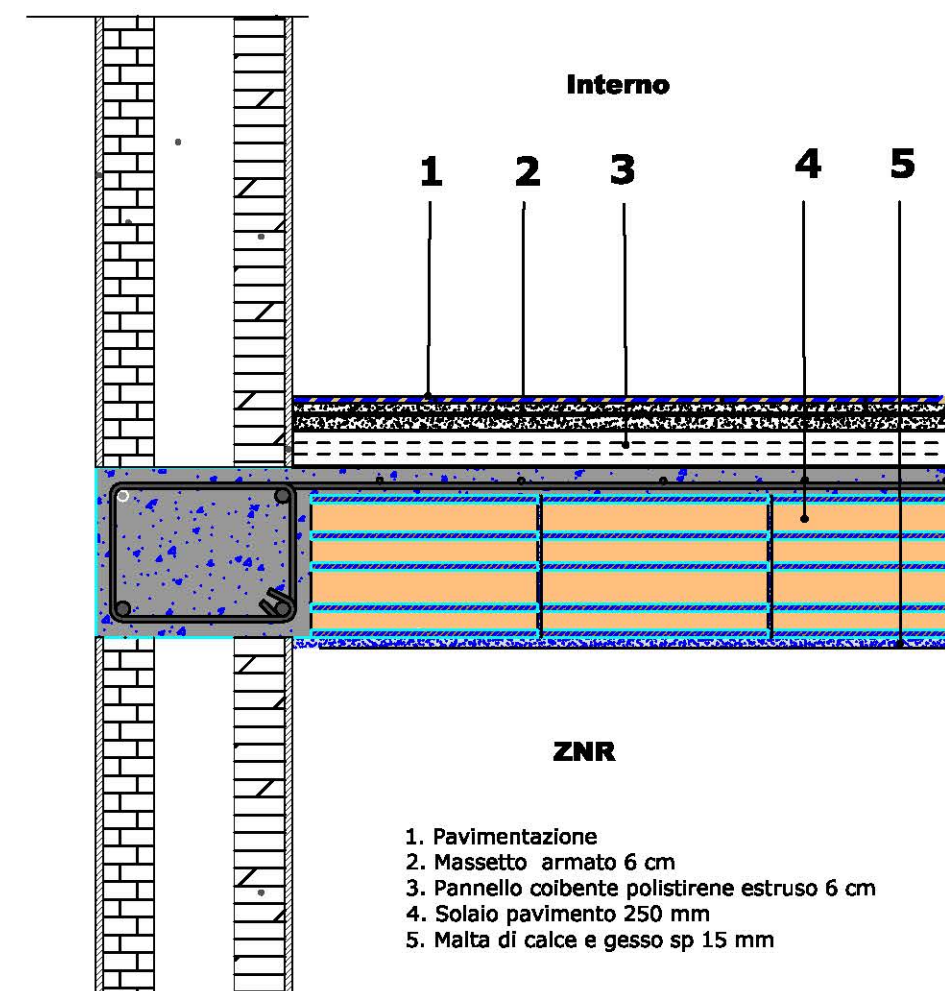 Interno
1 2 3 4 5
ZNR
1. Pavimentazione
2. Massetto armato 6 cm
3. Pannello coibente polistirene estruso 6 cm
4. Solaio pavimento 250 mm
5. Malta di calce e gesso sp 15 mm